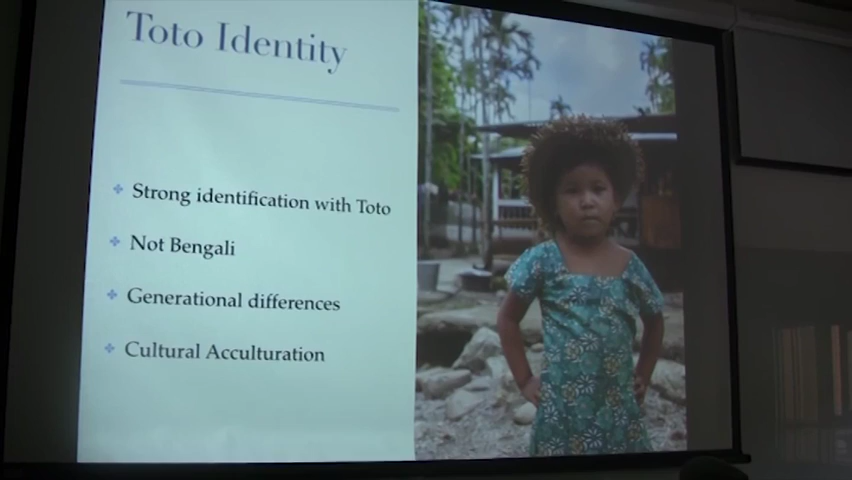 Toto Identity
Strong identification with Toto
Not Bengali
Generational differences
Cultural Acculturation